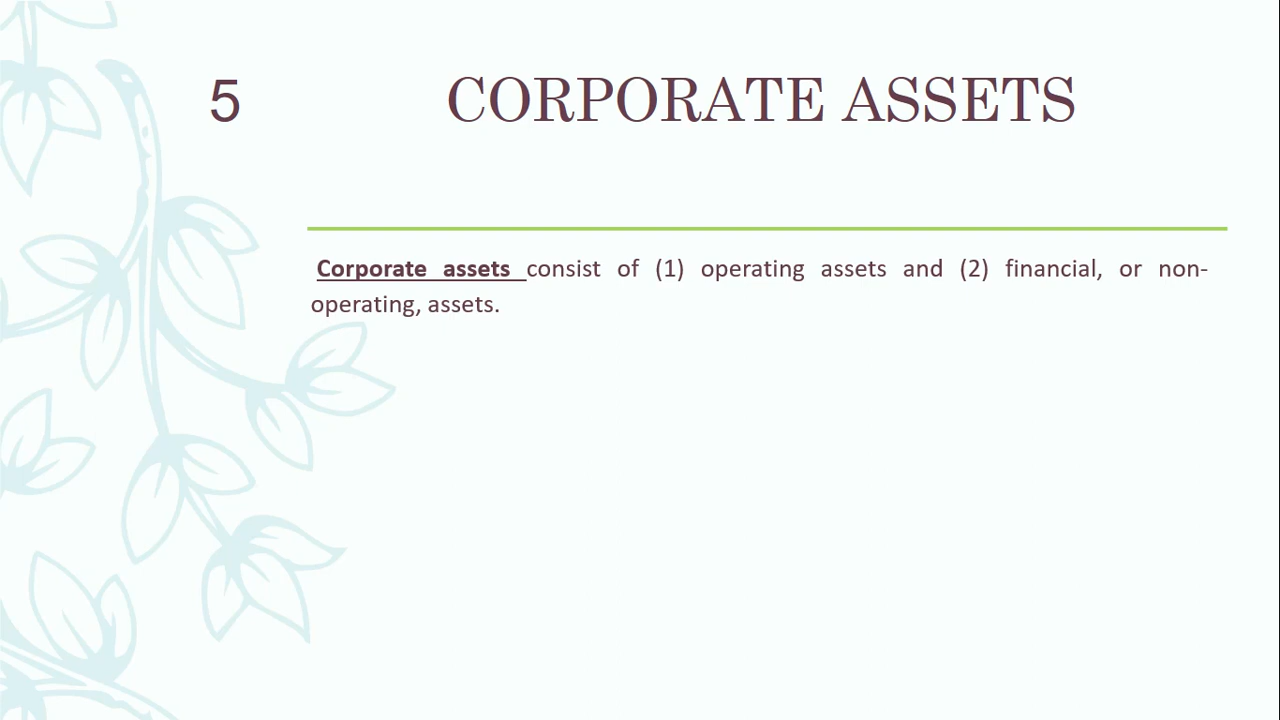 5 CORPORATE ASSETS
Corporate assets consist of (1) operating assets and (2) financial, or non-
operating, assets.